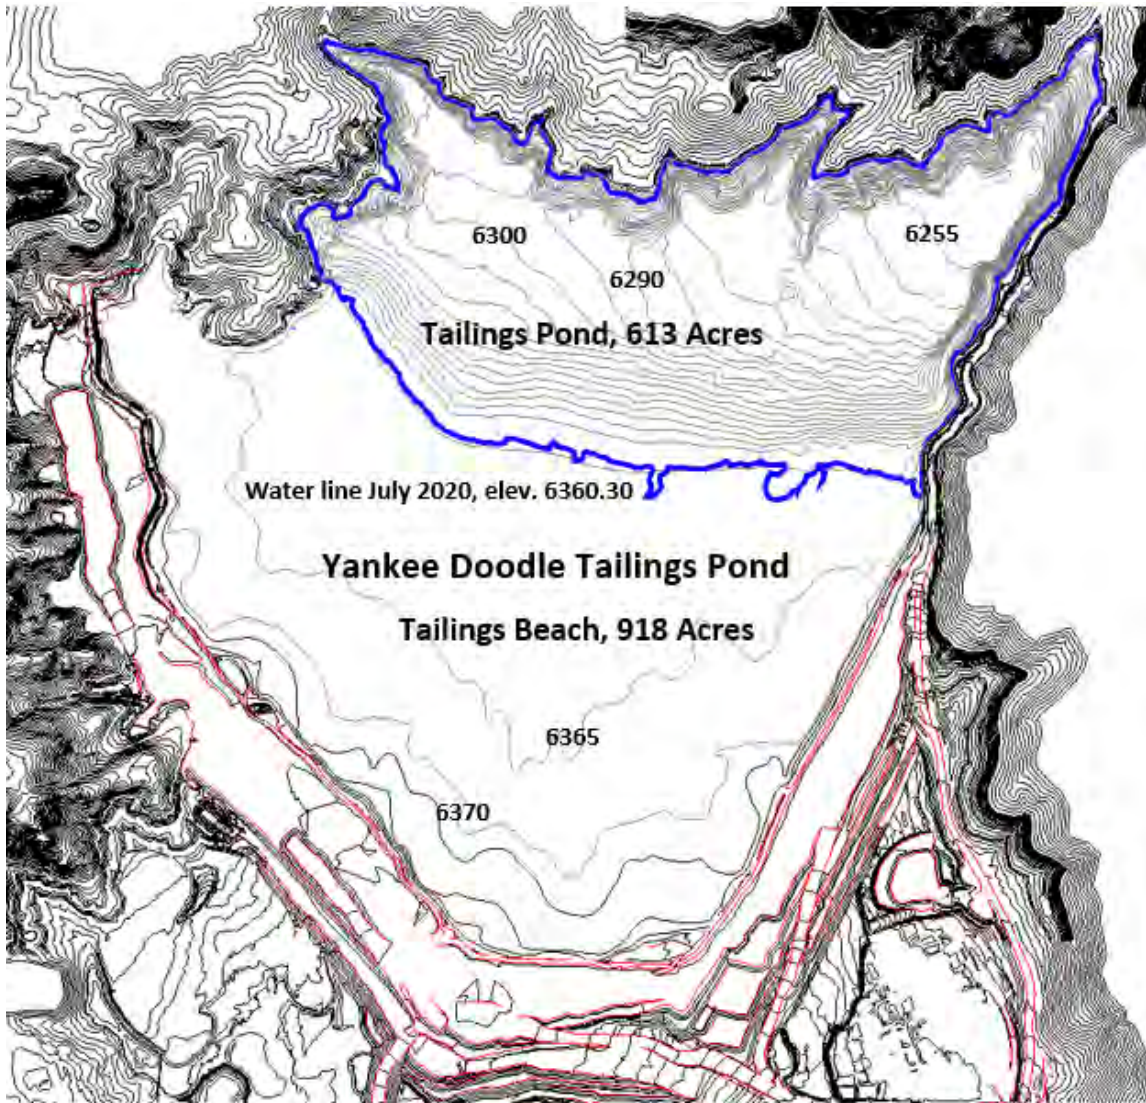 6300
6255
6290
Tailings Pond, 613 Acres
Water line July 2020, elev. 6360.30
Yankee Doodle Tailings Pond
Tailings Beach, 918 Acres
6365
6370